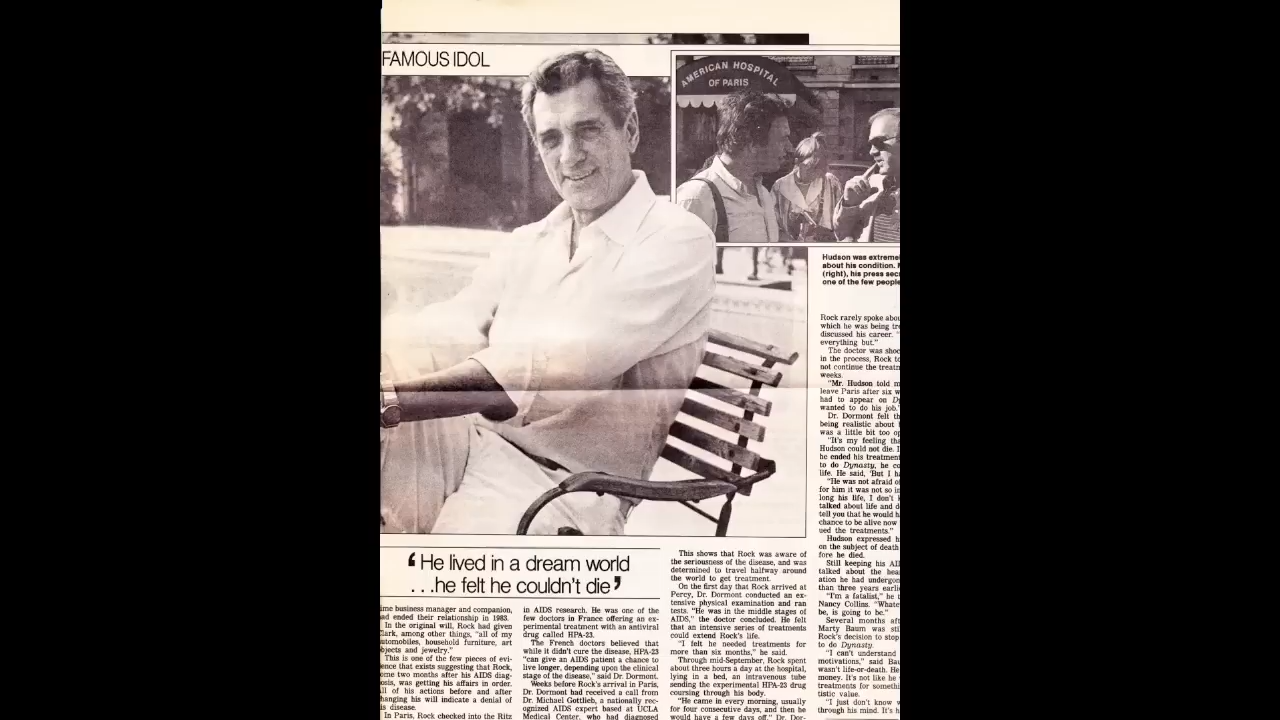 FAMOUS IDOL
AMERICAN HOSPITAL
OF PARIS
Hudson was extreme
about his condition.
(right), his press sec
one of the few people
‘He lived in a dream world
...he felt he couldn't die’
ime business manager and companion,
ad ended their relationship in 1983.
In the original will, Rock had given
Clark, among other things, "all of my
utomobiles, household furniture, art
bjects and jewelry."
This is one of the few pieces of evi-
ence that exists suggesting that Rock,
ome two months after his AIDS diag-
osis, was getting his affairs in order.
All of his actions before and after
hanging his will indicate a denial of
is disease.
In Paris, Rock checked into the Ritz
in AIDS research. He was one of the
few doctors in France offering an ex-
perimental treatment with an antiviral
drug called HPA-23.
The French doctors believed that
while it didn't cure the disease, HPA-23
"can give an AIDS patient a chance to
live longer, depending upon the clinical
stage of the disease," said Dr. Dormont.
Weeks before Rock's arrival in Paris,
Dr. Dormont had received a call from
Dr. Michael Gottlieb, a nationally rec-
ognized AIDS expert based at UCLA
Medical Center, who had diagnosed
This shows that Rock was aware of
the seriousness of the disease, and was
determined to travel halfway around
the world to get treatment.
On the first day that Rock arrived at
Percy, Dr. Dormont conducted an ex-
tensive physical examination and ran
tests. "He was in the middle stages of
AIDS," the doctor concluded. He felt
that an intensive series of treatments
could extend Rock's life.
"I felt he needed treatments for
more than six months," he said.
Through mid-September, Rock spent
about three hours a day at the hospital,
lying in a bed, an intravenous tube
sending the experimental HPA-23 drug
coursing through his body.
"He came in every morning, usually
for four consecutive days, and then he
would have a few days off." Dr. Dor-
Rock rarely spoke abou
which he was being tre
discussed his career. "
everything but."
The doctor was shoc
in the process, Rock to
not continue the treatm
weeks.
"Mr. Hudson told m
leave Paris after six w
had to appear on Dy
wanted to do his job."
Dr. Dormont felt th
being realistic about
was a little bit too op
"It's my feeling tha
Hudson could not die. I
he ended his treatment
to do Dynasty, he co
life. He said, 'But I ha
"He was not afraid of
for him it was not so in
long his life, I don't k
talked about life and d
tell you that he would h
chance to be alive now
ued the treatments."
Hudson expressed h
on the subject of death
fore he died.
Still keeping his AI
talked about the hea
ation he had undergon
than three years earli
"I'm a fatalist," he t
Nancy Collins. "Whate
be, is going to be."
Several months aft
Marty Baum was stil
Rock's decision to stop
to do Dynasty.
"I can't understand
motivations," said Bau
wasn't life-or-death. He
money. It's not like he
treatments for somethi
tistic value.
"I just don't know w
through his mind. It's h